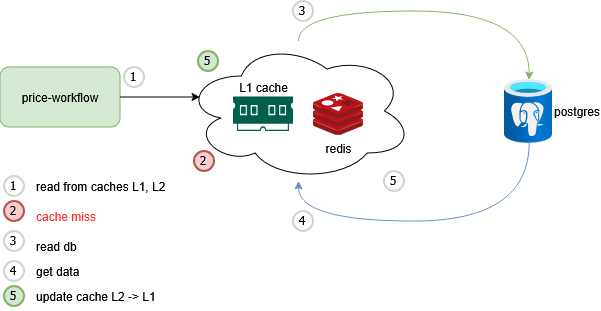 3
5
1
L1 cache
price-workflow
postgres
redis
2
5
4
1 read from caches L1, L2
2 cache miss
3 read db
4 get data
5 update cache L2 -> L1